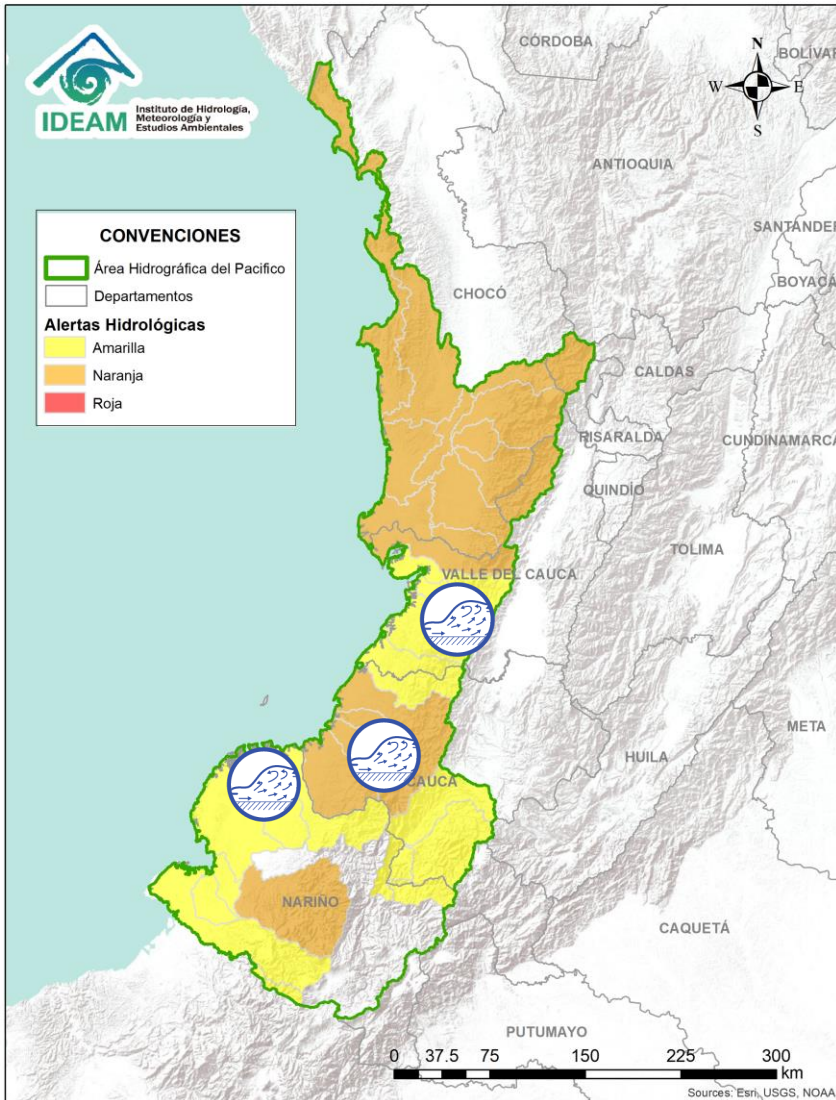 IDEAM
Instituto de Hidrología,
Meteorología y
Estudios Ambientales
CÓRDOBA
BOLÍVAR
N
W
E
S
ANTIOQUIA
CONVENCIONES
Área Hidrográfica del Pacifico
Departamentos
Alertas Hidrológicas
Amarilla
Naranja
Roja
SANTANDER
BOYACÁ
CHOCÓ
CALDAS
RISARALDA
CUNDINAMARCA
QUINDÍO
TOLIMA
VALLE DEL CAUCA
META
HUILA
CAUCA
NARIÑO
CAQUETÁ
PUTUMAYO
0 37.5 75 150 225 300
km
Sources: Esri, USGS, NOAA